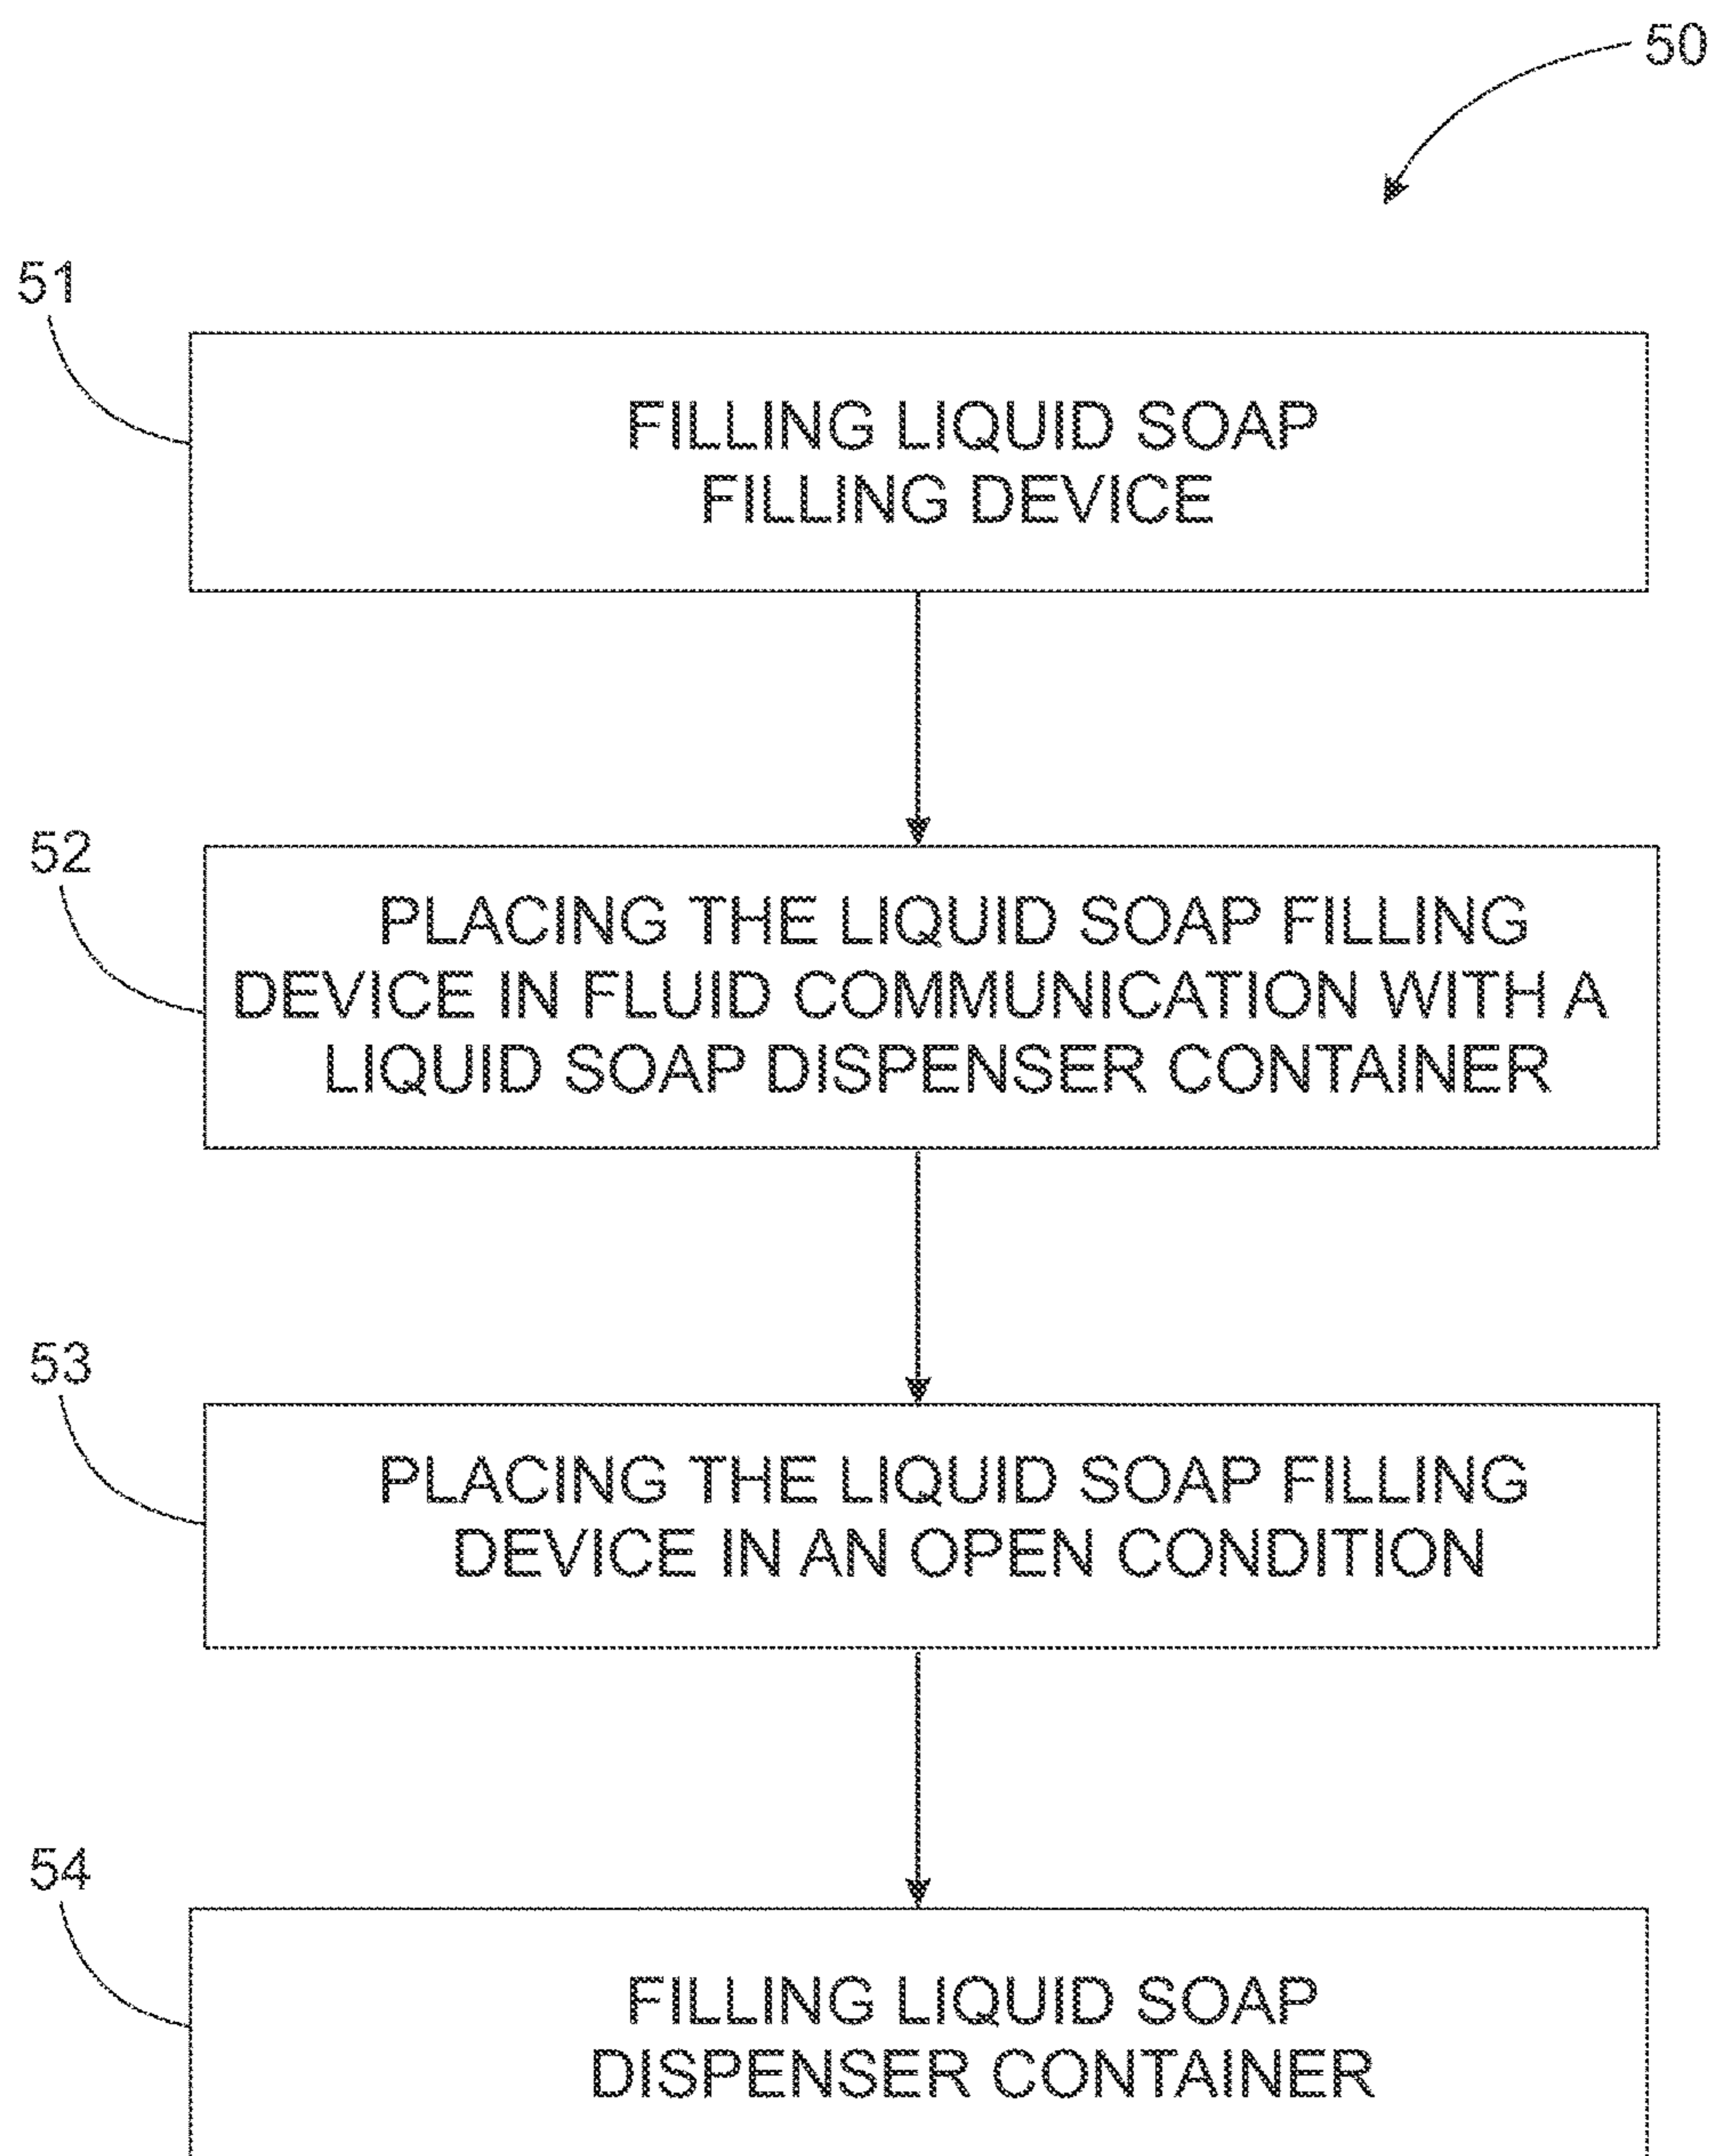 50
51
FILLING LIQUID SOAP
FILLING DEVICE
52
PLACING THE LIQUID SOAP FILLING
DEVICE IN FLUID COMMUNICATION WITH A
LIQUID SOAP DISPENSER CONTAINER
53
PLACING THE LIQUID SOAP FILLING
DEVICE IN AN OPEN CONDITION
54
FILLING LIQUID SOAP
DISPENSER CONTAINER